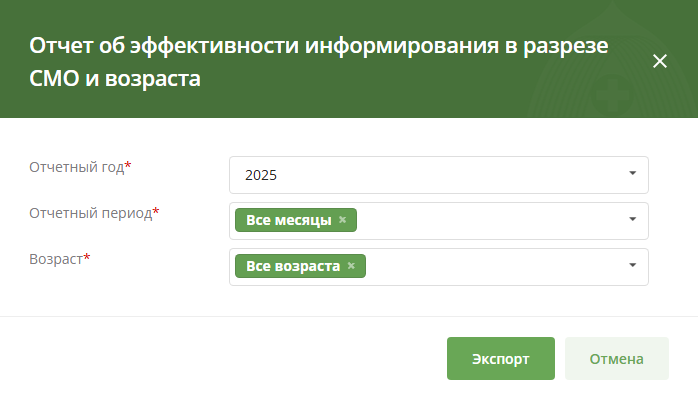 Отчет об эффективности информирования в разрезе
СМО и возраста
Отчетный год*
2025
Отчетный период*
Все месяцы ×
Возраст*
Все возраста ×
Экспорт
Отмена